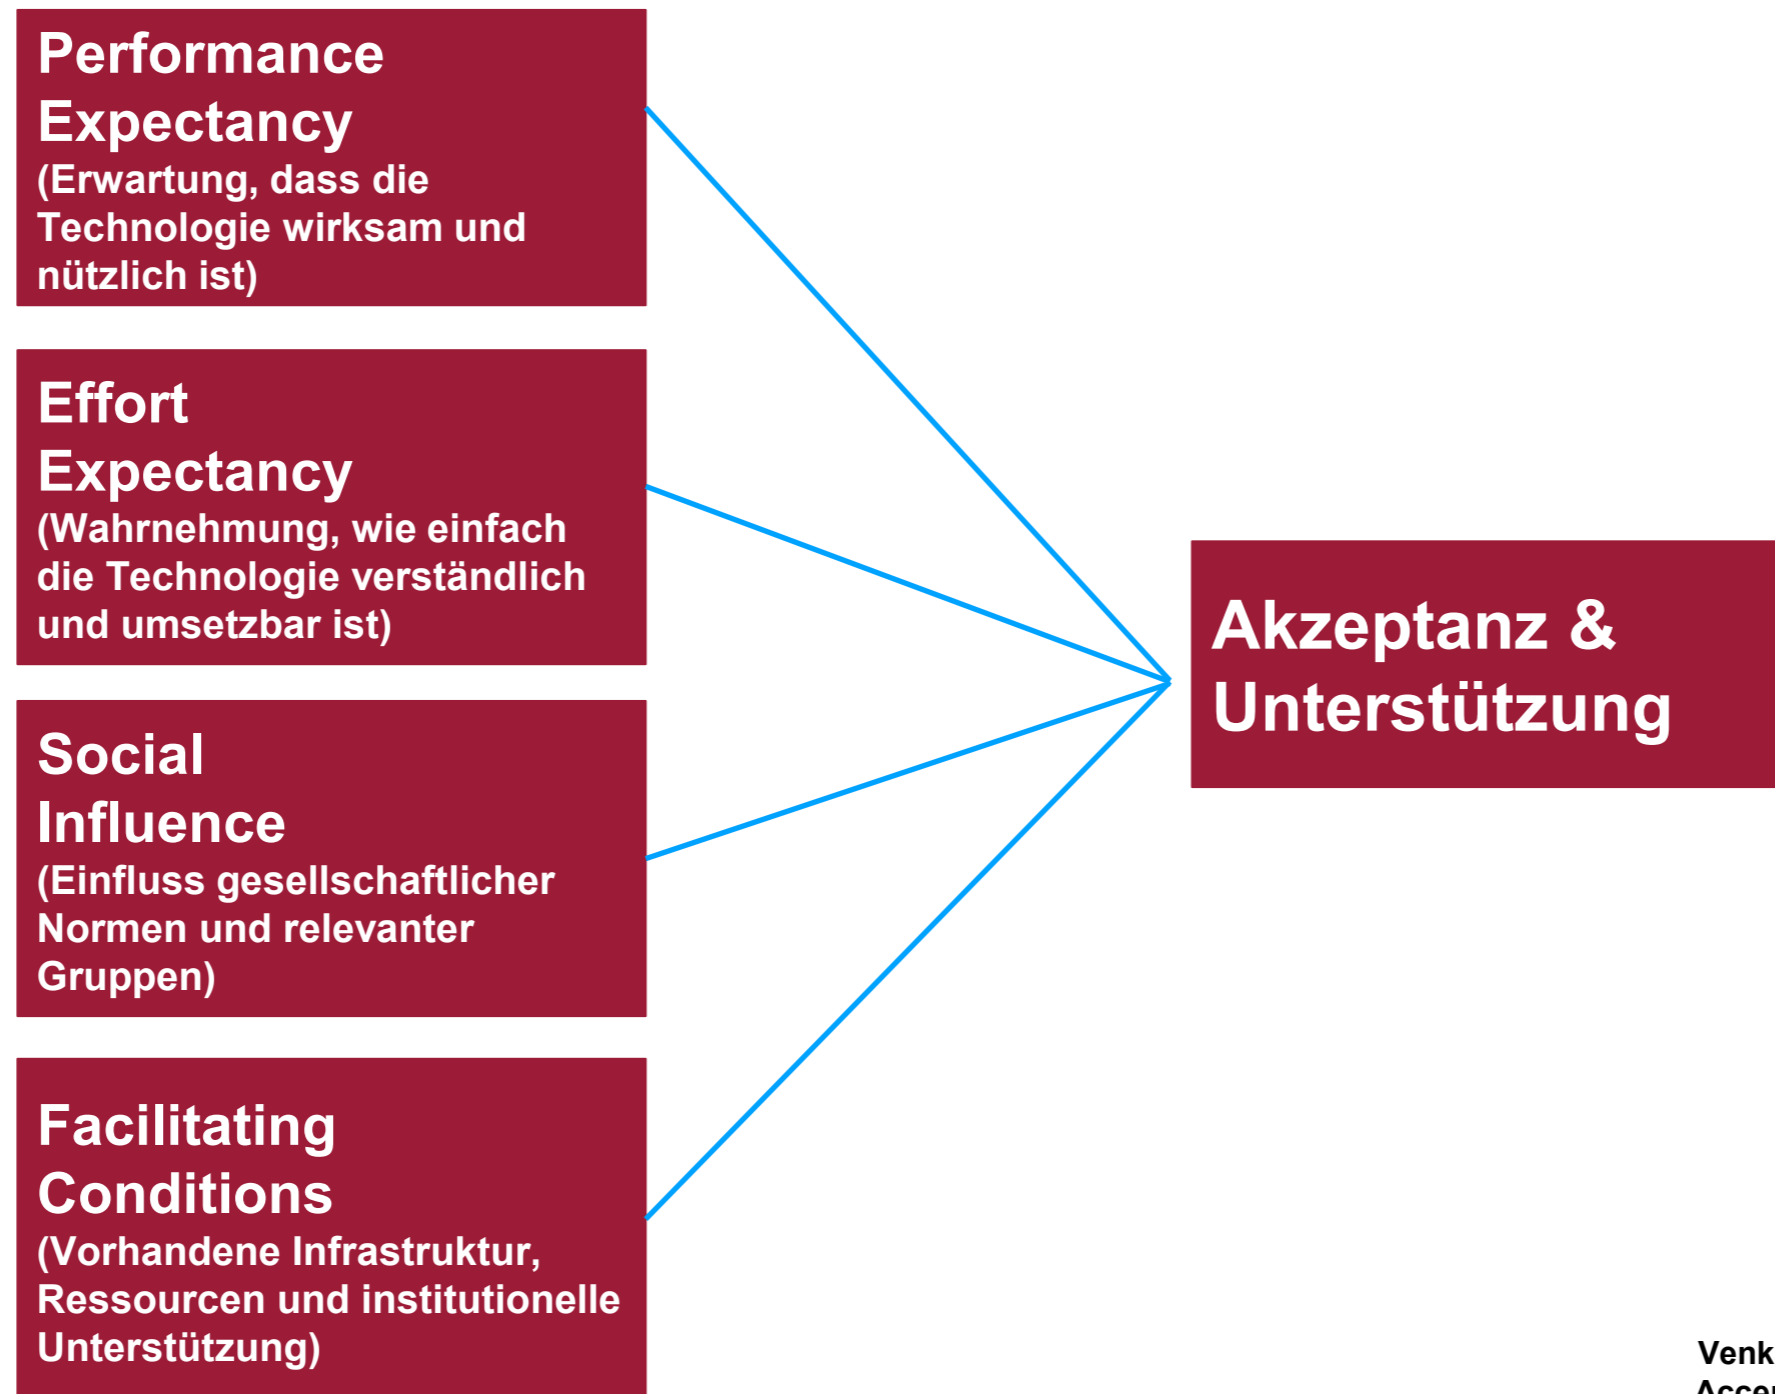 Performance
Expectancy
(Erwartung, dass die
Technologie wirksam und
nützlich ist)
Effort
Expectancy
(Wahrnehmung, wie einfach
die Technologie verständlich
und umsetzbar ist)
Social
Influence
(Einfluss gesellschaftlicher
Normen und relevanter
Gruppen)
Facilitating
Conditions
(Vorhandene Infrastruktur,
Ressourcen und institutionelle
Unterstützung)
Akzeptanz &
Unterstützung
Venk